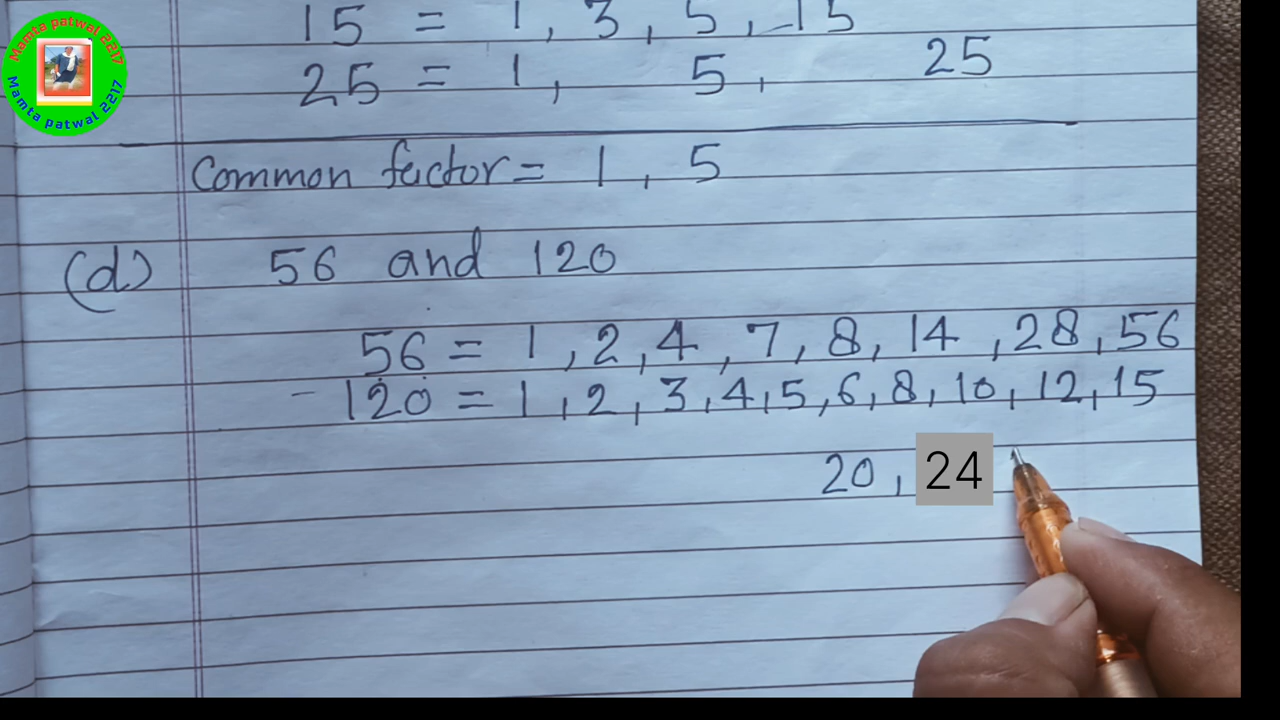 Mamta patwal 2217
Mamta patwal 2217
15 = 1, 3, 5, 15
25 = 1, 5, 25
Common factor = 1, 5
(d) 56 and 120
56 = 1, 2, 4, 7, 8, 14, 28, 56
- 120 = 1, 2, 3, 4, 5, 6, 8, 10, 12, 15
20, 24